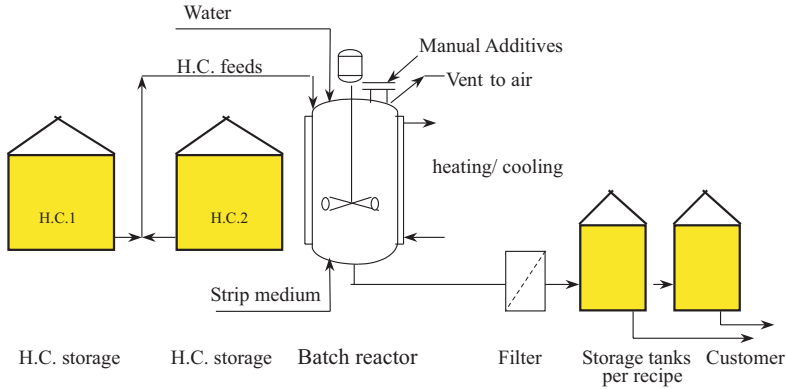 Water
Manual Additives
H.C. feeds
Vent to air
heating/ cooling
H.C.1
H.C.2
Strip medium
H.C. storage
H.C. storage
Batch reactor
Filter
Storage tanks
per recipe
Customer